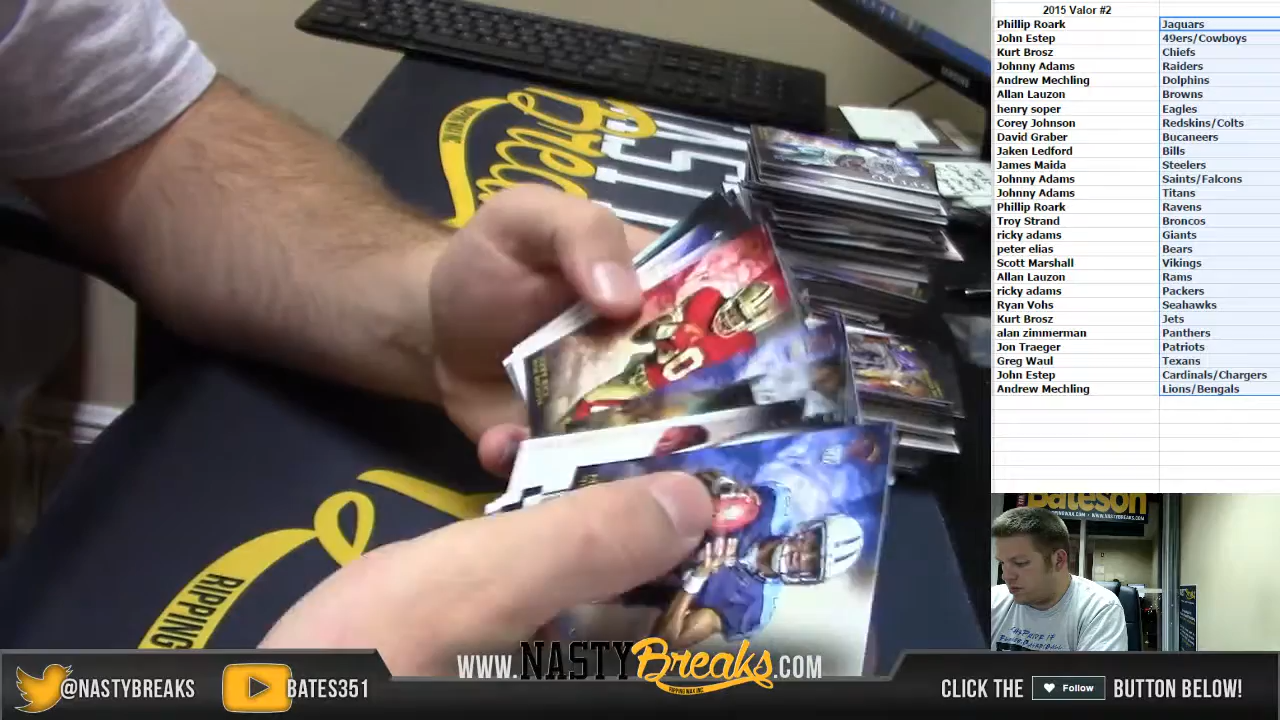 2015 Valor #2
Phillip Roark Jaguars
John Estep 49ers/Cowboys
Kurt Brosz Chiefs
Johnny Adams Raiders
Andrew Mechling Dolphins
Allan Lauzon Browns
henry soper Eagles
Corey Johnson Redskins/Colts
David Graber Bucaneers
Jaken Ledford Bills
James Maida Steelers
Johnny Adams Saints/Falcons
Johnny Adams Titans
Phillip Roark Ravens
Troy Strand Broncos
ricky adams Giants
peter elias Bears
Scott Marshall Vikings
Allan Lauzon Rams
ricky adams Packers
Ryan Vohs Seahawks
Kurt Brosz Jets
alan zimmerman Panthers
Jon Traeger Patriots
Greg Waul Texans
John Estep Cardinals/Chargers
Andrew Mechling Lions/Bengals
RIPPING
Bateson
@NASTYBREAKS
BATES351
WWW.NASTYBreaks.COM
RIPPING WAX INC.
CLICK THE Follow BUTTON BELOW!